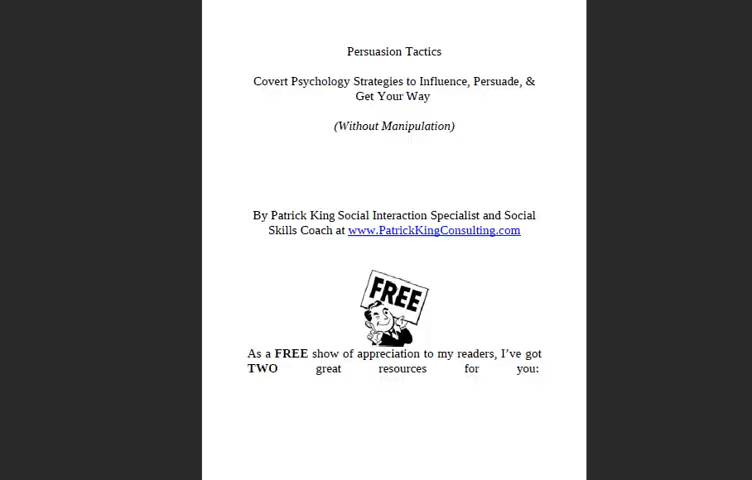 Persuasion Tactics
Covert Psychology Strategies to Influence, Persuade, &
Get Your Way
(Without Manipulation)
By Patrick King Social Interaction Specialist and Social
Skills Coach at www.PatrickKingConsulting.com
FREE
As a FREE show of appreciation to my readers, I’ve got
TWO great resources for you: